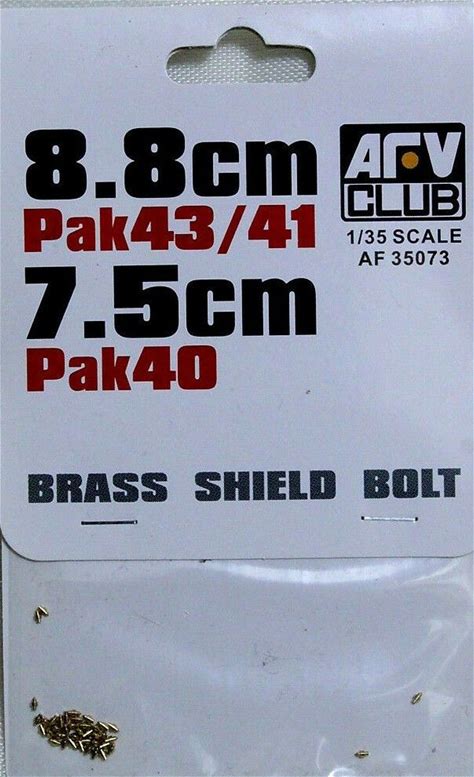 8.8cm
Pak43/41
AFV
CLUB
1/35 SCALE
AF 35073
7.5cm
Pak40
BRASS SHIELD BOLT